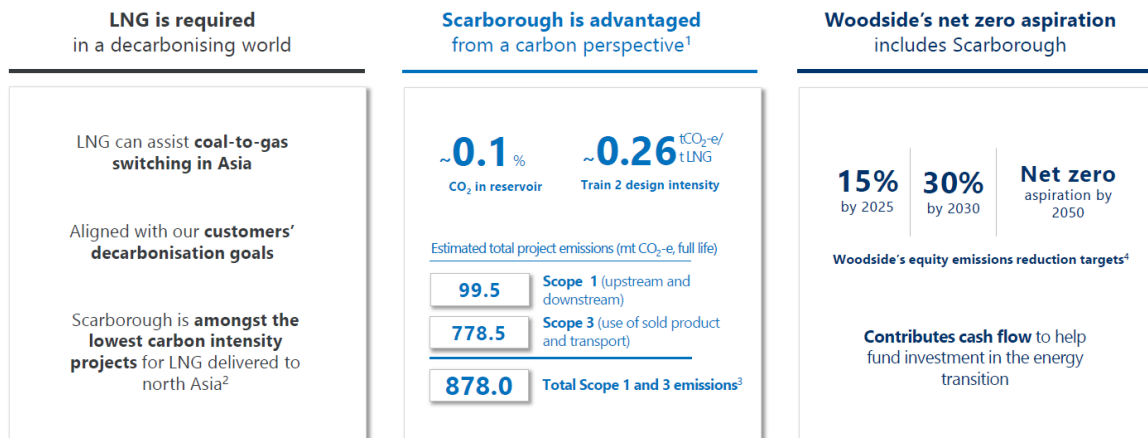 LNG is required
in a decarbonising world
LNG can assist coal-to-gas
switching in Asia
Aligned with our customers’
decarbonisation goals
Scarborough is amongst the
lowest carbon intensity
projects for LNG delivered to
north Asia²
Scarborough is advantaged
from a carbon perspective¹
~0.1 %
CO₂ in reservoir
~0.26 tCO₂-e/
t LNG
Train 2 design intensity
Estimated total project emissions (mt CO₂-e, full life)
99.5 Scope 1 (upstream and
downstream)
778.5 Scope 3 (use of sold product
and transport)
878.0 Total Scope 1 and 3 emissions³
Woodside’s net zero aspiration
includes Scarborough
15%
by 2025
30%
by 2030
Net zero
aspiration by
2050
Woodside’s equity emissions reduction targets⁴
Contributes cash flow to help
fund investment in the energy
transition